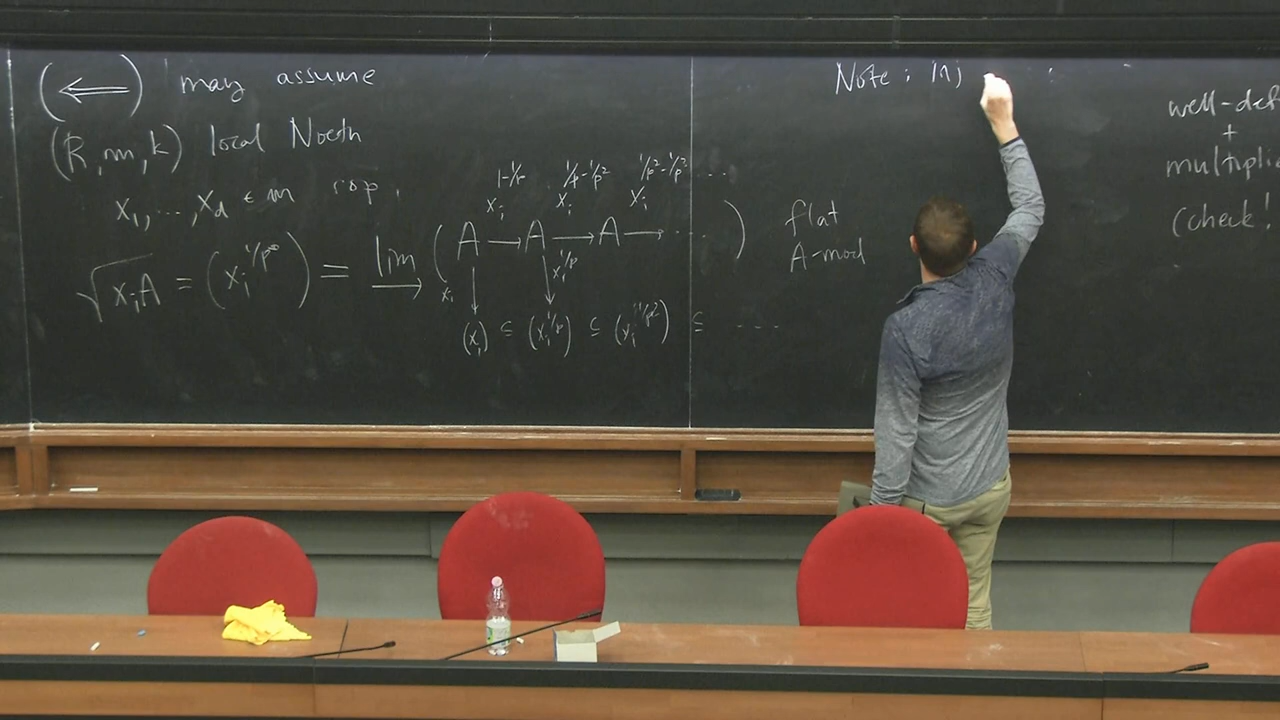 (⟸) may assume
(R, m, k) local Noeth
x₁, ..., x_d ∈ m sop.
1-1/p 1/p-1/p² 1/p²-1/p³ ...
x_i x_i x_i
√(x_i A) = (x_i^{1/p^∞}) = lim→ (A → A → A → ...) flat
A-mod
x_i x_i^{1/p}
(x_i) ⊆ (x_i^{1/p}) ⊆ (x_i^{1/p²}) ⊆ ...
Note:
well-def
+
multiplic
(check!